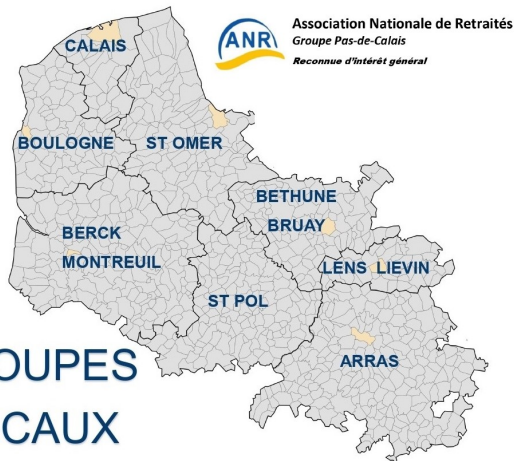 ANR
Association Nationale de Retraités
Groupe Pas-de-Calais
Reconnue d'intérêt général
CALAIS
BOULOGNE
ST OMER
BETHUNE
BRUAY
BERCK
MONTREUIL
LENS LIEVIN
ST POL
ARRAS
OUPES
CAUX